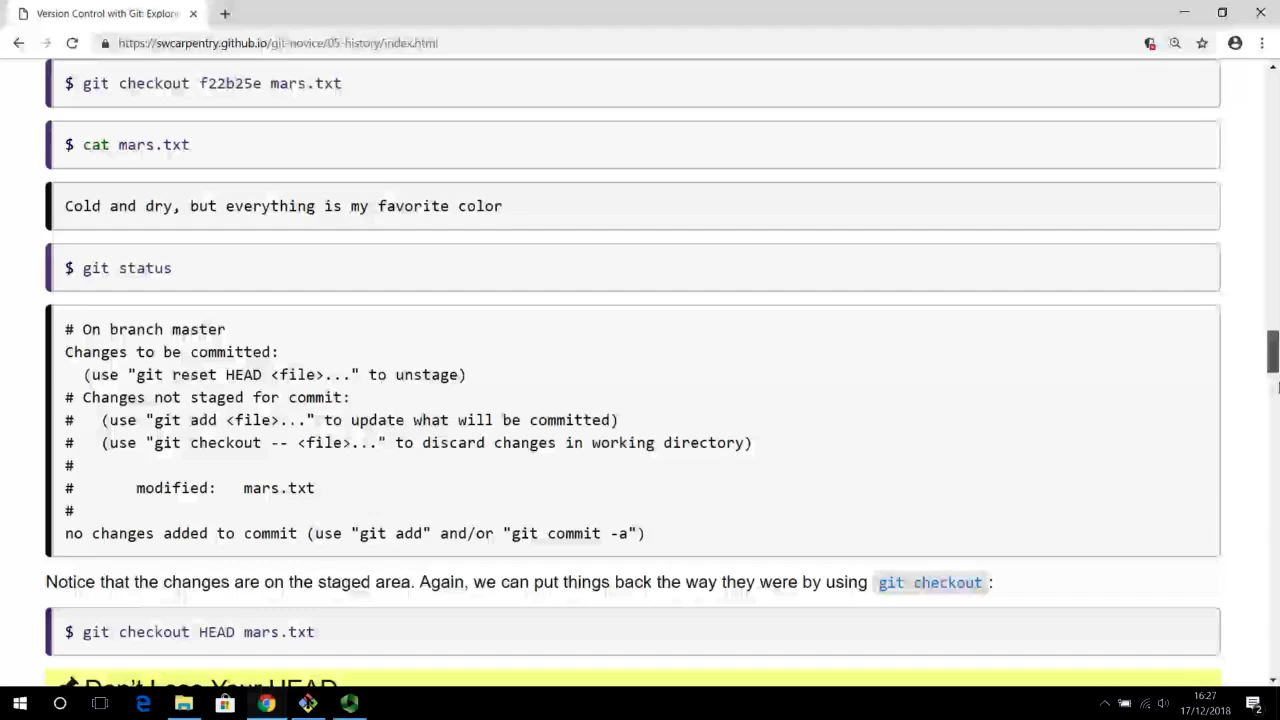 Version Control with Git: Explor
https://swcarpentry.github.io/git-novice/05-history/index.html
$ git checkout f22b25e mars.txt
$ cat mars.txt
Cold and dry, but everything is my favorite color
$ git status
# On branch master
Changes to be committed:
(use "git reset HEAD <file>..." to unstage)
# Changes not staged for commit:
# (use "git add <file>..." to update what will be committed)
# (use "git checkout -- <file>..." to discard changes in working directory)
#
# modified: mars.txt
#
no changes added to commit (use "git add" and/or "git commit -a")
Notice that the changes are on the staged area. Again, we can put things back the way they were by using git checkout:
$ git checkout HEAD mars.txt
Don't Lose Your HEAD
16:27
17/12/2018
2